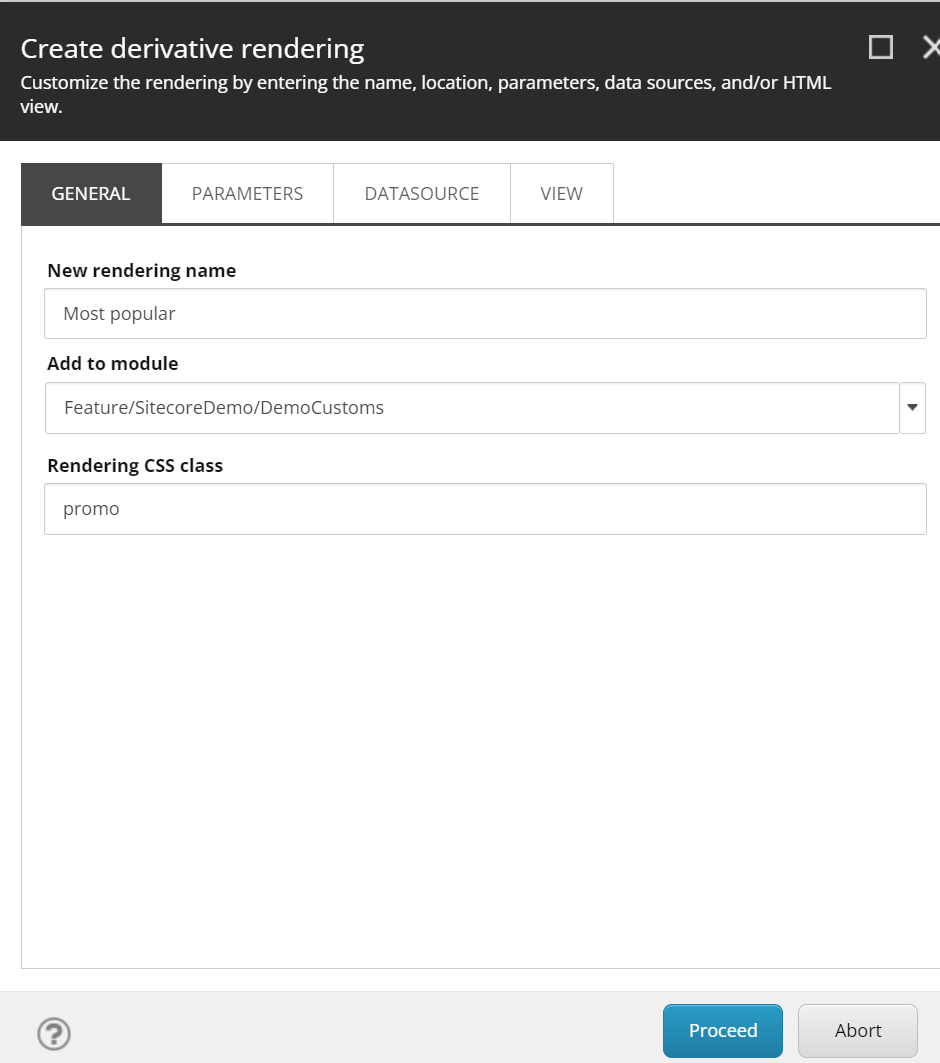 Create derivative rendering
Customize the rendering by entering the name, location, parameters, data sources, and/or HTML
view.
GENERAL PARAMETERS DATASOURCE VIEW
New rendering name
Most popular
Add to module
Feature/SitecoreDemo/DemoCustoms
Rendering CSS class
promo
? Proceed Abort